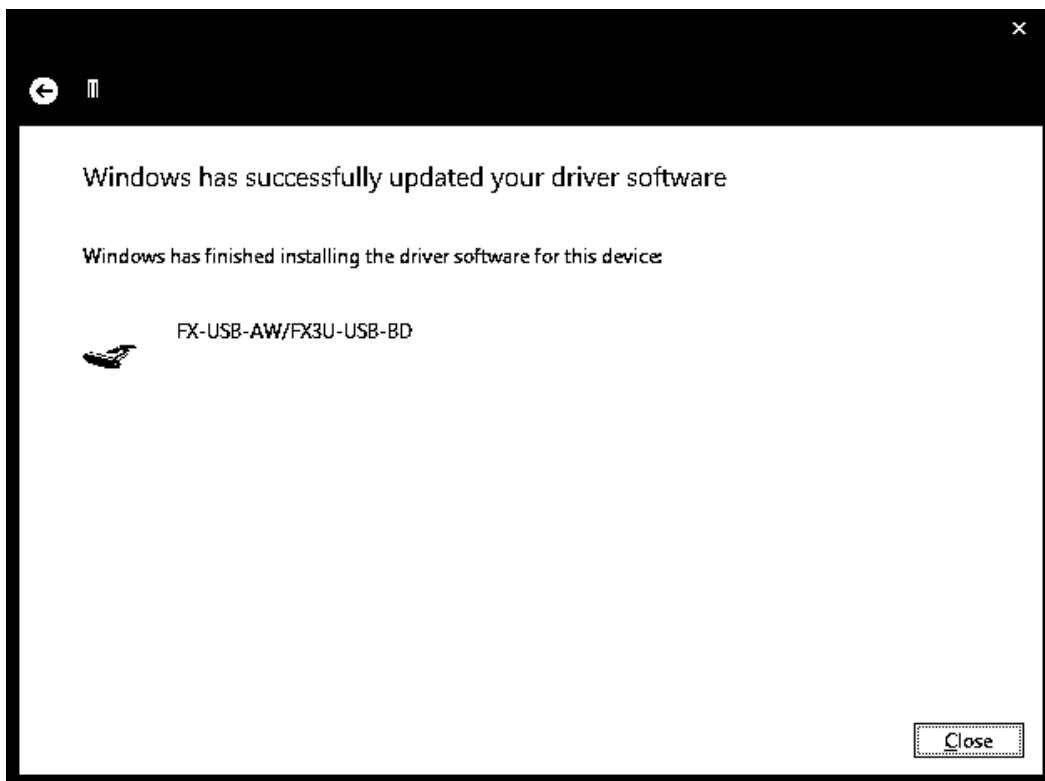 Windows has successfully updated your driver software
Windows has finished installing the driver software for this device:
FX-USB-AW/FX3U-USB-BD
Close